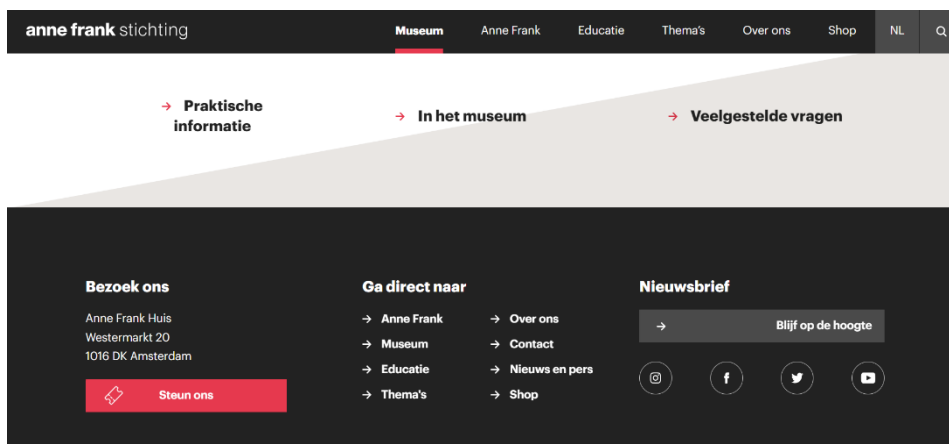 anne frank stichting
Museum
Anne Frank
Educatie
Thema's
Over ons
Shop
NL
→ Praktische
informatie
→ In het museum
→ Veelgestelde vragen
Bezoek ons
Anne Frank Huis
Westermarkt 20
1016 DK Amsterdam
Steun ons
Ga direct naar
→ Anne Frank
→ Museum
→ Educatie
→ Thema's
→ Over ons
→ Contact
→ Nieuws en pers
→ Shop
Nieuwsbrief
→ Blijf op de hoogte